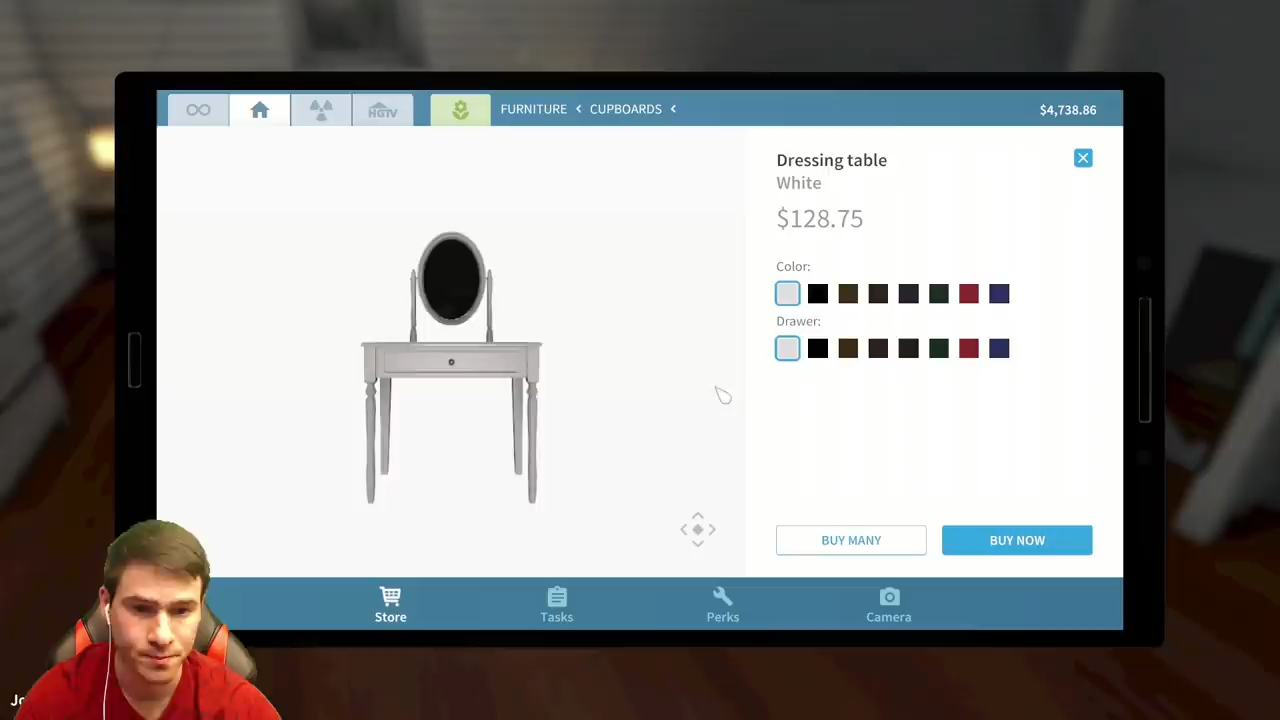 HGTV
FURNITURE < CUPBOARDS <
$4,738.86
Dressing table
White
$128.75
Color:
Drawer:
BUY MANY
BUY NOW
Store
Tasks
Perks
Camera